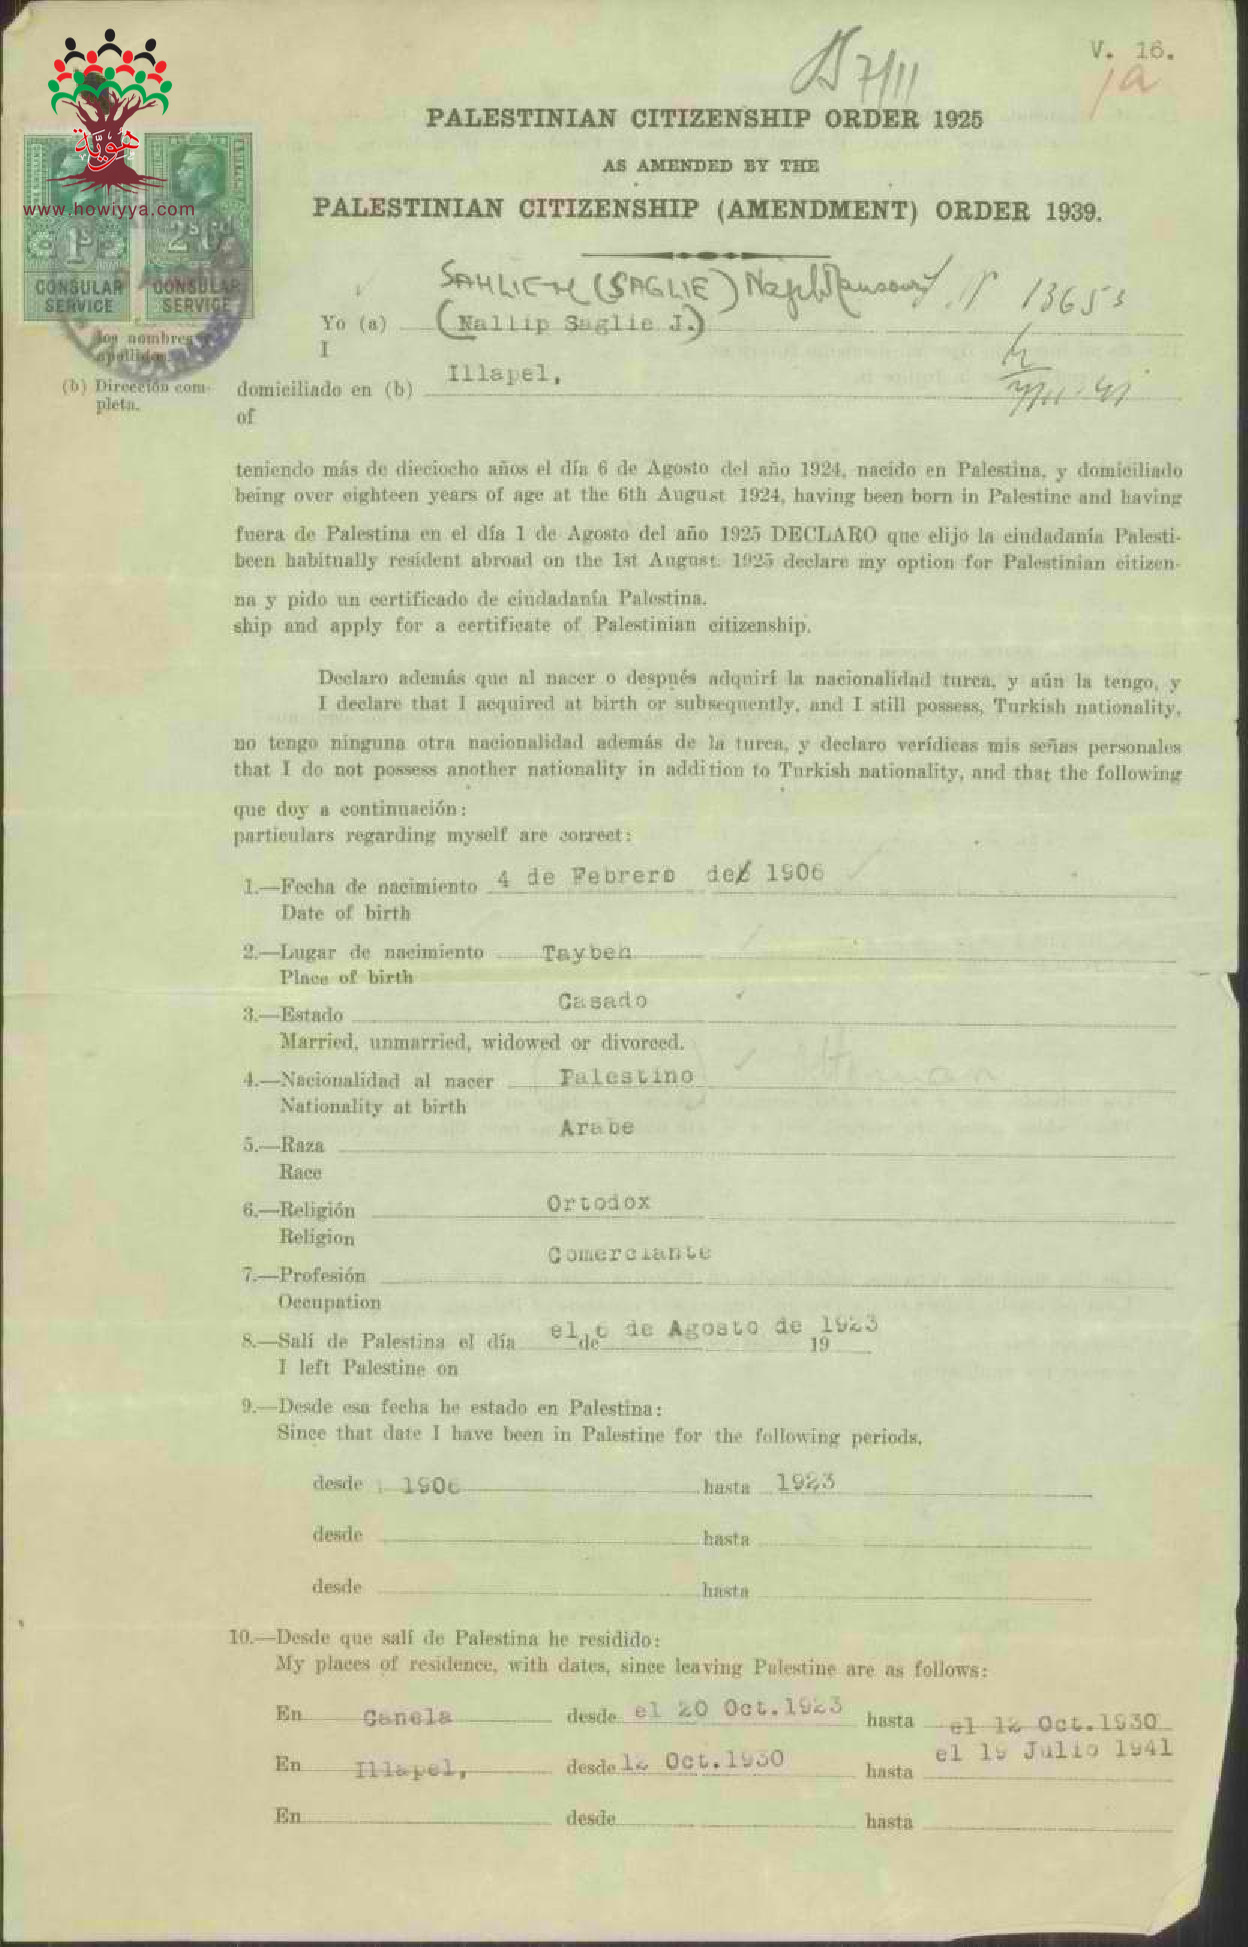 V. 16.
1a
7/11
PALESTINIAN CITIZENSHIP ORDER 1925
AS AMENDED BY THE
PALESTINIAN CITIZENSHIP (AMENDMENT) ORDER 1939.
هوية
www.howiyya.com
CONSULAR SERVICE
CONSULAR SERVICE
SAHLIEH (SAGLIE) Nejib Mansour 13653
Yo (a) (Nallip Saglie J.)
I
los nombres
apellidos.
(b) Dirección com-
pleta.
domiciliado en (b) Illapel,
of
teniendo más de dieciocho años el día 6 de Agosto del año 1924, nacido en Palestina, y domiciliado
being over eighteen years of age at the 6th August 1924, having been born in Palestine and having
fuera de Palestina en el día 1 de Agosto del año 1925 DECLARO que elijo la ciudadanía Palesti-
been habitually resident abroad on the 1st August 1925 declare my option for Palestinian citizen-
na y pido un certificado de ciudadanía Palestina.
ship and apply for a certificate of Palestinian citizenship.
Declaro además que al nacer o después adquirí la nacionalidad turca, y aún la tengo, y
I declare that I acquired at birth or subsequently, and I still possess, Turkish nationality,
no tengo ninguna otra nacionalidad además de la turca, y declaro verídicas mis señas personales
that I do not possess another nationality in addition to Turkish nationality, and that the following
que doy a continuación:
particulars regarding myself are correct:
1.—Fecha de nacimiento 4 de Febrero de 1906
Date of birth
2.—Lugar de nacimiento Taybeh
Place of birth
3.—Estado Casado
Married, unmarried, widowed or divorced.
4.—Nacionalidad al nacer Palestino Ottoman
Nationality at birth
5.—Raza Arabe
Race
6.—Religión Ortodox
Religion
7.—Profesión Comerciante
Occupation
8.—Salí de Palestina el día el 6 de Agosto de 1923 de 19
I left Palestine on
9.—Desde esa fecha he estado en Palestina:
Since that date I have been in Palestine for the following periods.
desde 1906 hasta 1923
desde hasta
desde hasta
10.—Desde que salí de Palestina he residido:
My places of residence, with dates, since leaving Palestine are as follows:
En Canela desde el 20 Oct.1923 hasta el 12 Oct.1930
En Illapel, desde 12 Oct.1930 hasta el 19 Julio 1941
En desde hasta